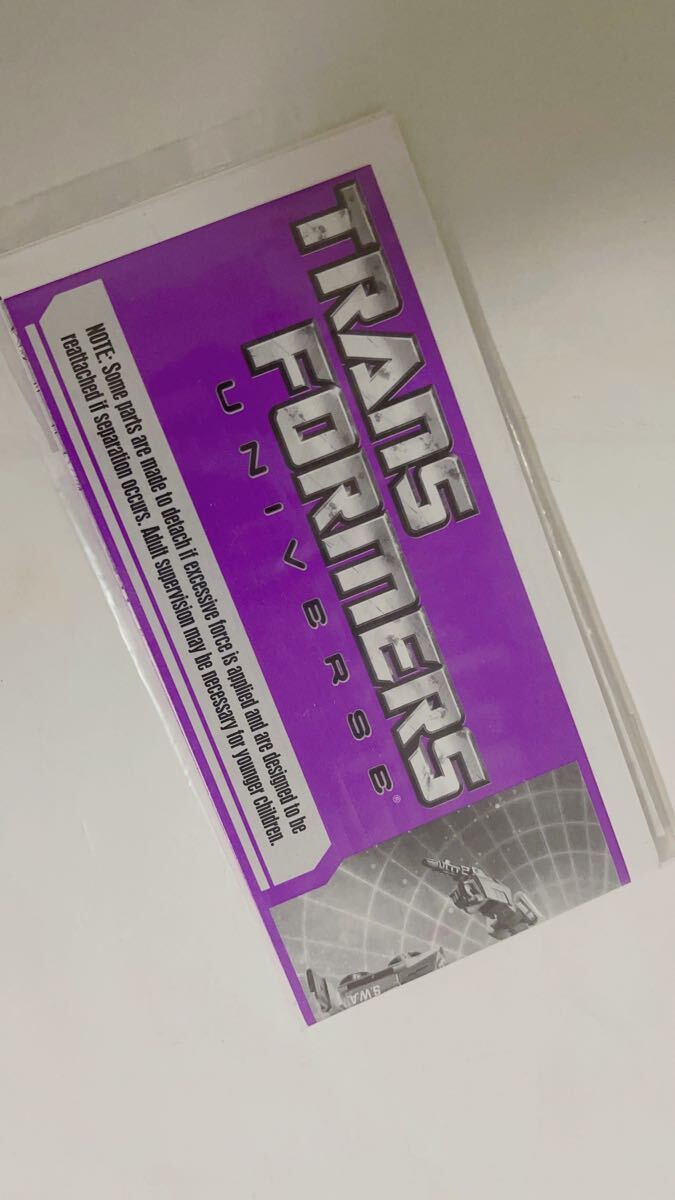 TRANS
FORMERS
UNIVERSE®
NOTE: Some parts are made to detach if excessive force is applied and are designed to be
reattached if separation occurs. Adult supervision may be necessary for younger children.
S.W.A